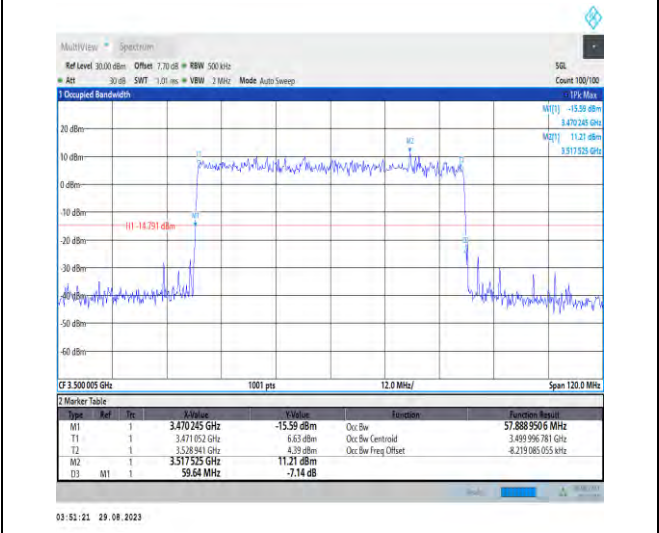 MultiView Spectrum
Ref Level 30.00 dBm Offset 7.70 dB RBW 500 kHz SGL
Att 30 dB SWT 1.01 ms VBW 2 MHz Mode Auto Sweep Count 100/100
1 Occupied Bandwidth 1Pk Max
M1[1] -15.59 dBm
3.470 245 GHz
M2[1] 11.21 dBm
3.517 525 GHz
20 dBm
M2
T1
T2
10 dBm
0 dBm
-10 dBm
M1
H1 -14.791 dBm
-20 dBm
-30 dBm
-40 dBm
-50 dBm
-60 dBm
CF 3.500 005 GHz 1001 pts 12.0 MHz/ Span 120.0 MHz
2 Marker Table
Type Ref Trc X-Value Y-Value Function Function Result
M1 1 3.470 245 GHz -15.59 dBm Occ Bw 57.888 950 6 MHz
T1 1 3.471 052 GHz 6.63 dBm Occ Bw Centroid 3.499 996 781 GHz
T2 1 3.528 941 GHz 4.39 dBm Occ Bw Freq Offset -8.219 085 055 kHz
M2 1 3.517 525 GHz 11.21 dBm
D3 M1 1 59.64 MHz -7.14 dB
03:51:21 29.08.2023